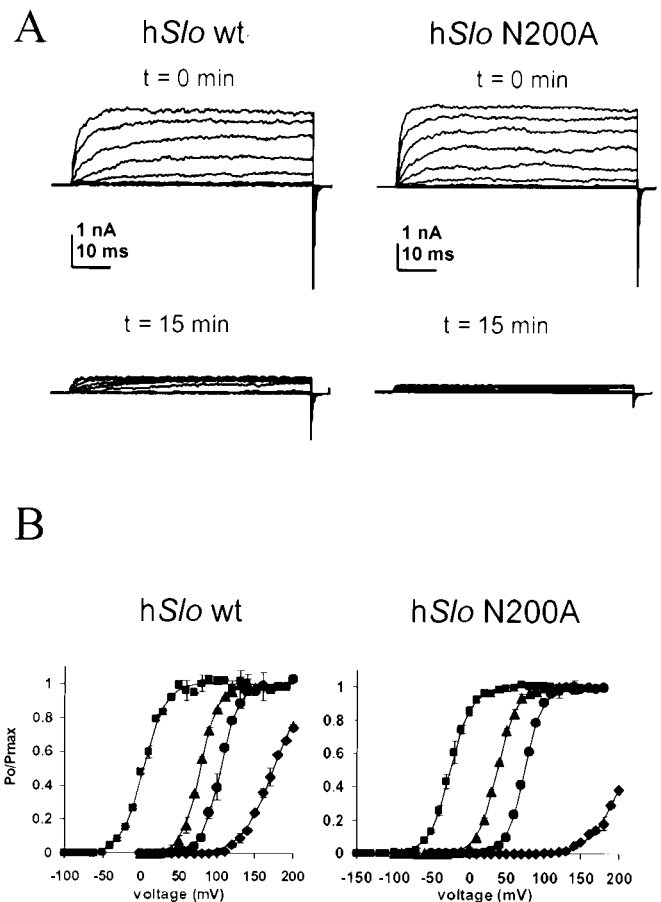 A
hSlo wt
hSlo N200A
t = 0 min
t = 0 min
1 nA
10 ms
1 nA
10 ms
t = 15 min
t = 15 min
B
hSlo wt
hSlo N200A
Po/Pmax
1
0.8
0.6
0.4
0.2
0
-100 -50 0 50 100 150 200
voltage (mV)
1
0.8
0.6
0.4
0.2
0
-150 -100 -50 0 50 100 150 200
voltage (mV)